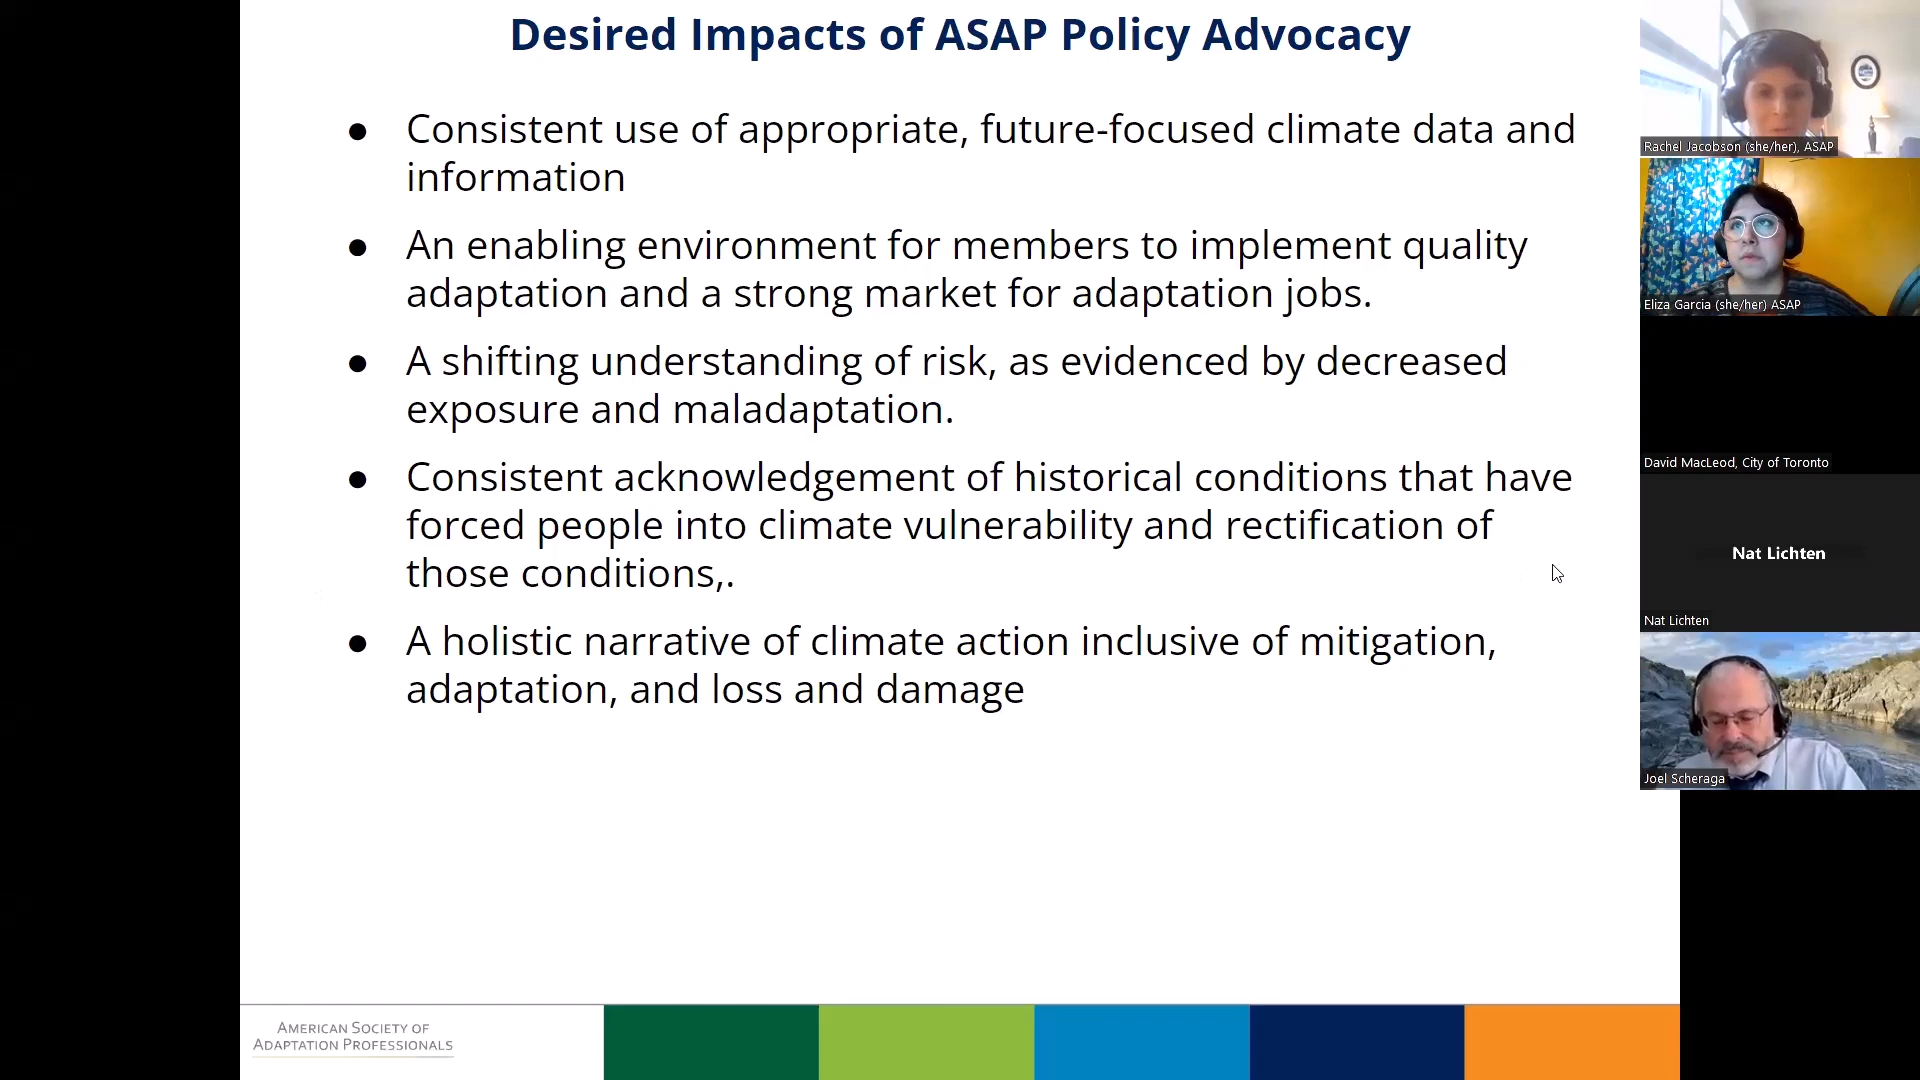 Desired Impacts of ASAP Policy Advocacy
● Consistent use of appropriate, future-focused climate data and
information
● An enabling environment for members to implement quality
adaptation and a strong market for adaptation jobs.
● A shifting understanding of risk, as evidenced by decreased
exposure and maladaptation.
● Consistent acknowledgement of historical conditions that have
forced people into climate vulnerability and rectification of
those conditions,.
● A holistic narrative of climate action inclusive of mitigation,
adaptation, and loss and damage
AMERICAN SOCIETY OF
ADAPTATION PROFESSIONALS
Rachel Jacobson (she/her), ASAP
Eliza Garcia (she/her) ASAP
David MacLeod, City of Toronto
Nat Lichten
Nat Lichten
Joel Scheraga